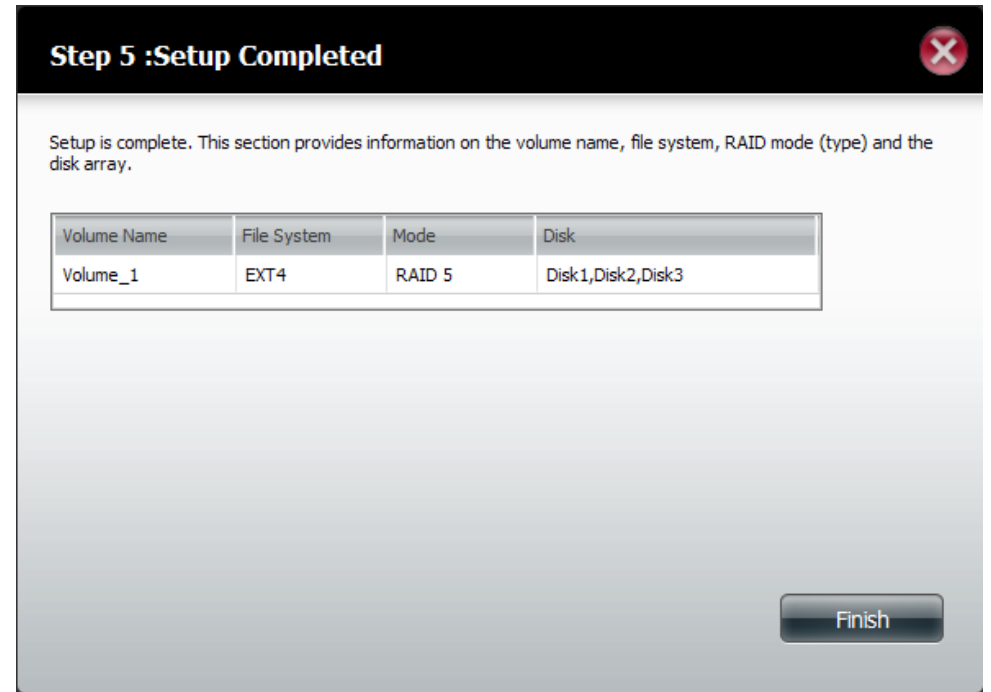 Step 5 :Setup Completed
Setup is complete. This section provides information on the volume name, file system, RAID mode (type) and the
disk array.
Volume Name File System Mode Disk
Volume_1 EXT4 RAID 5 Disk1,Disk2,Disk3
Finish